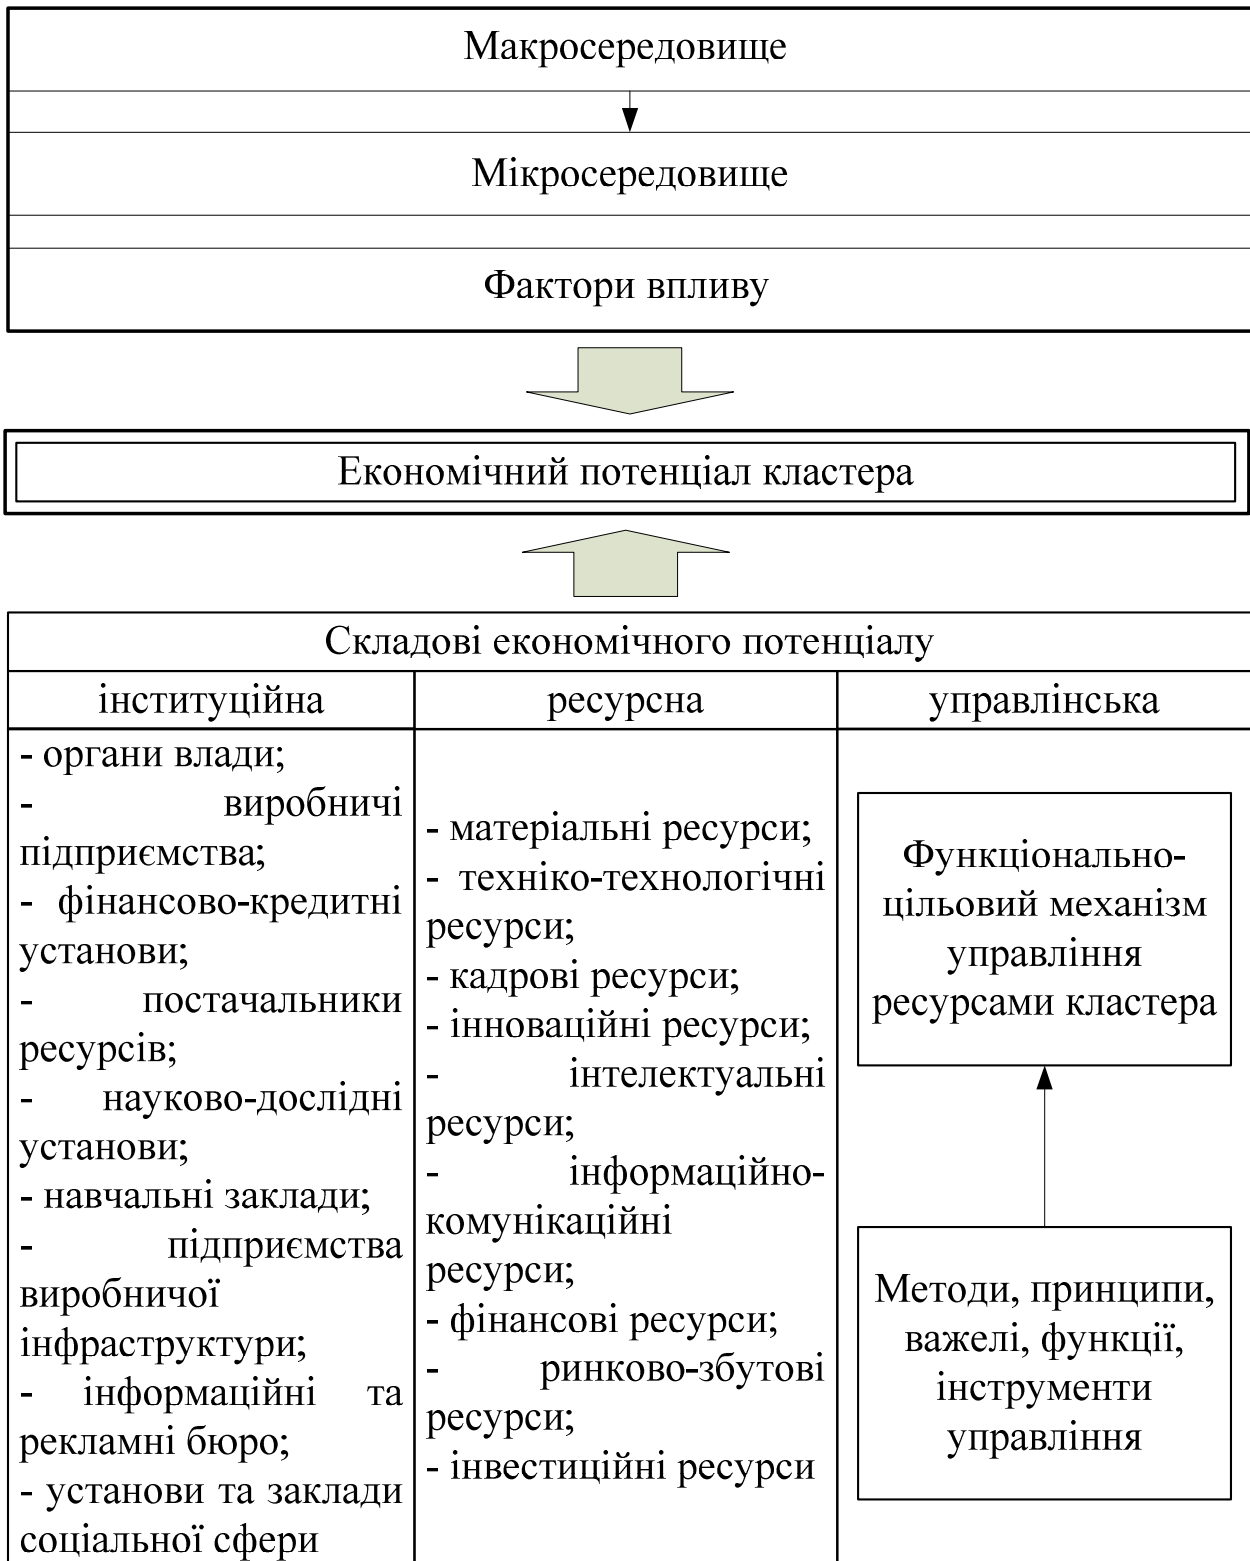 Макросередовище
Мікросередовище
Фактори впливу
Економічний потенціал кластера
Складові економічного потенціалу
інституційна
ресурсна
управлінська
- органи влади;
- виробничі
підприємства;
- фінансово-кредитні
установи;
- постачальники
ресурсів;
- науково-дослідні
установи;
- навчальні заклади;
- підприємства
виробничої
інфраструктури;
- інформаційні та
рекламні бюро;
- установи та заклади
соціальної сфери
- матеріальні ресурси;
- техніко-технологічні
ресурси;
- кадрові ресурси;
- інноваційні ресурси;
- інтелектуальні
ресурси;
- інформаційно-
комунікаційні
ресурси;
- фінансові ресурси;
- ринково-збутові
ресурси;
- інвестиційні ресурси
Функціонально-
цільовий механізм
управління
ресурсами кластера
Методи, принципи,
важелі, функції,
інструменти
управління